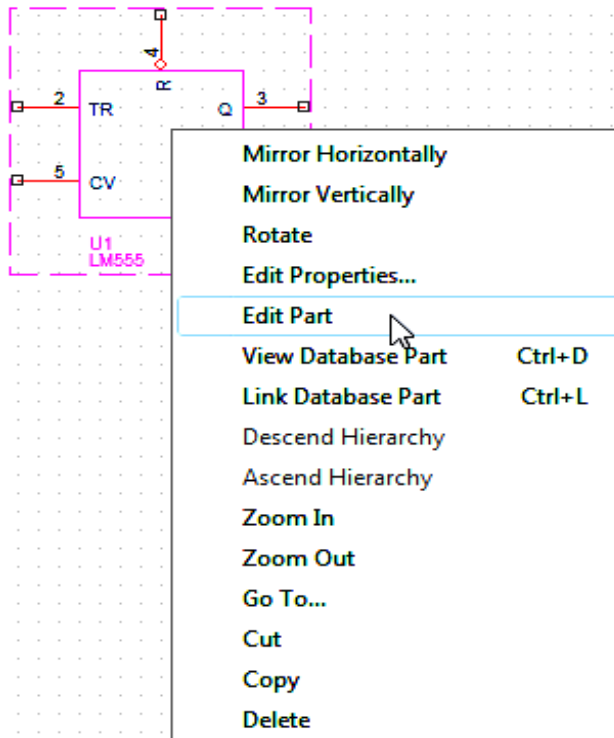 4
R
2
TR
Q
3
5
CV
U1
LM555
Mirror Horizontally
Mirror Vertically
Rotate
Edit Properties...
Edit Part
View Database Part Ctrl+D
Link Database Part Ctrl+L
Descend Hierarchy
Ascend Hierarchy
Zoom In
Zoom Out
Go To...
Cut
Copy
Delete